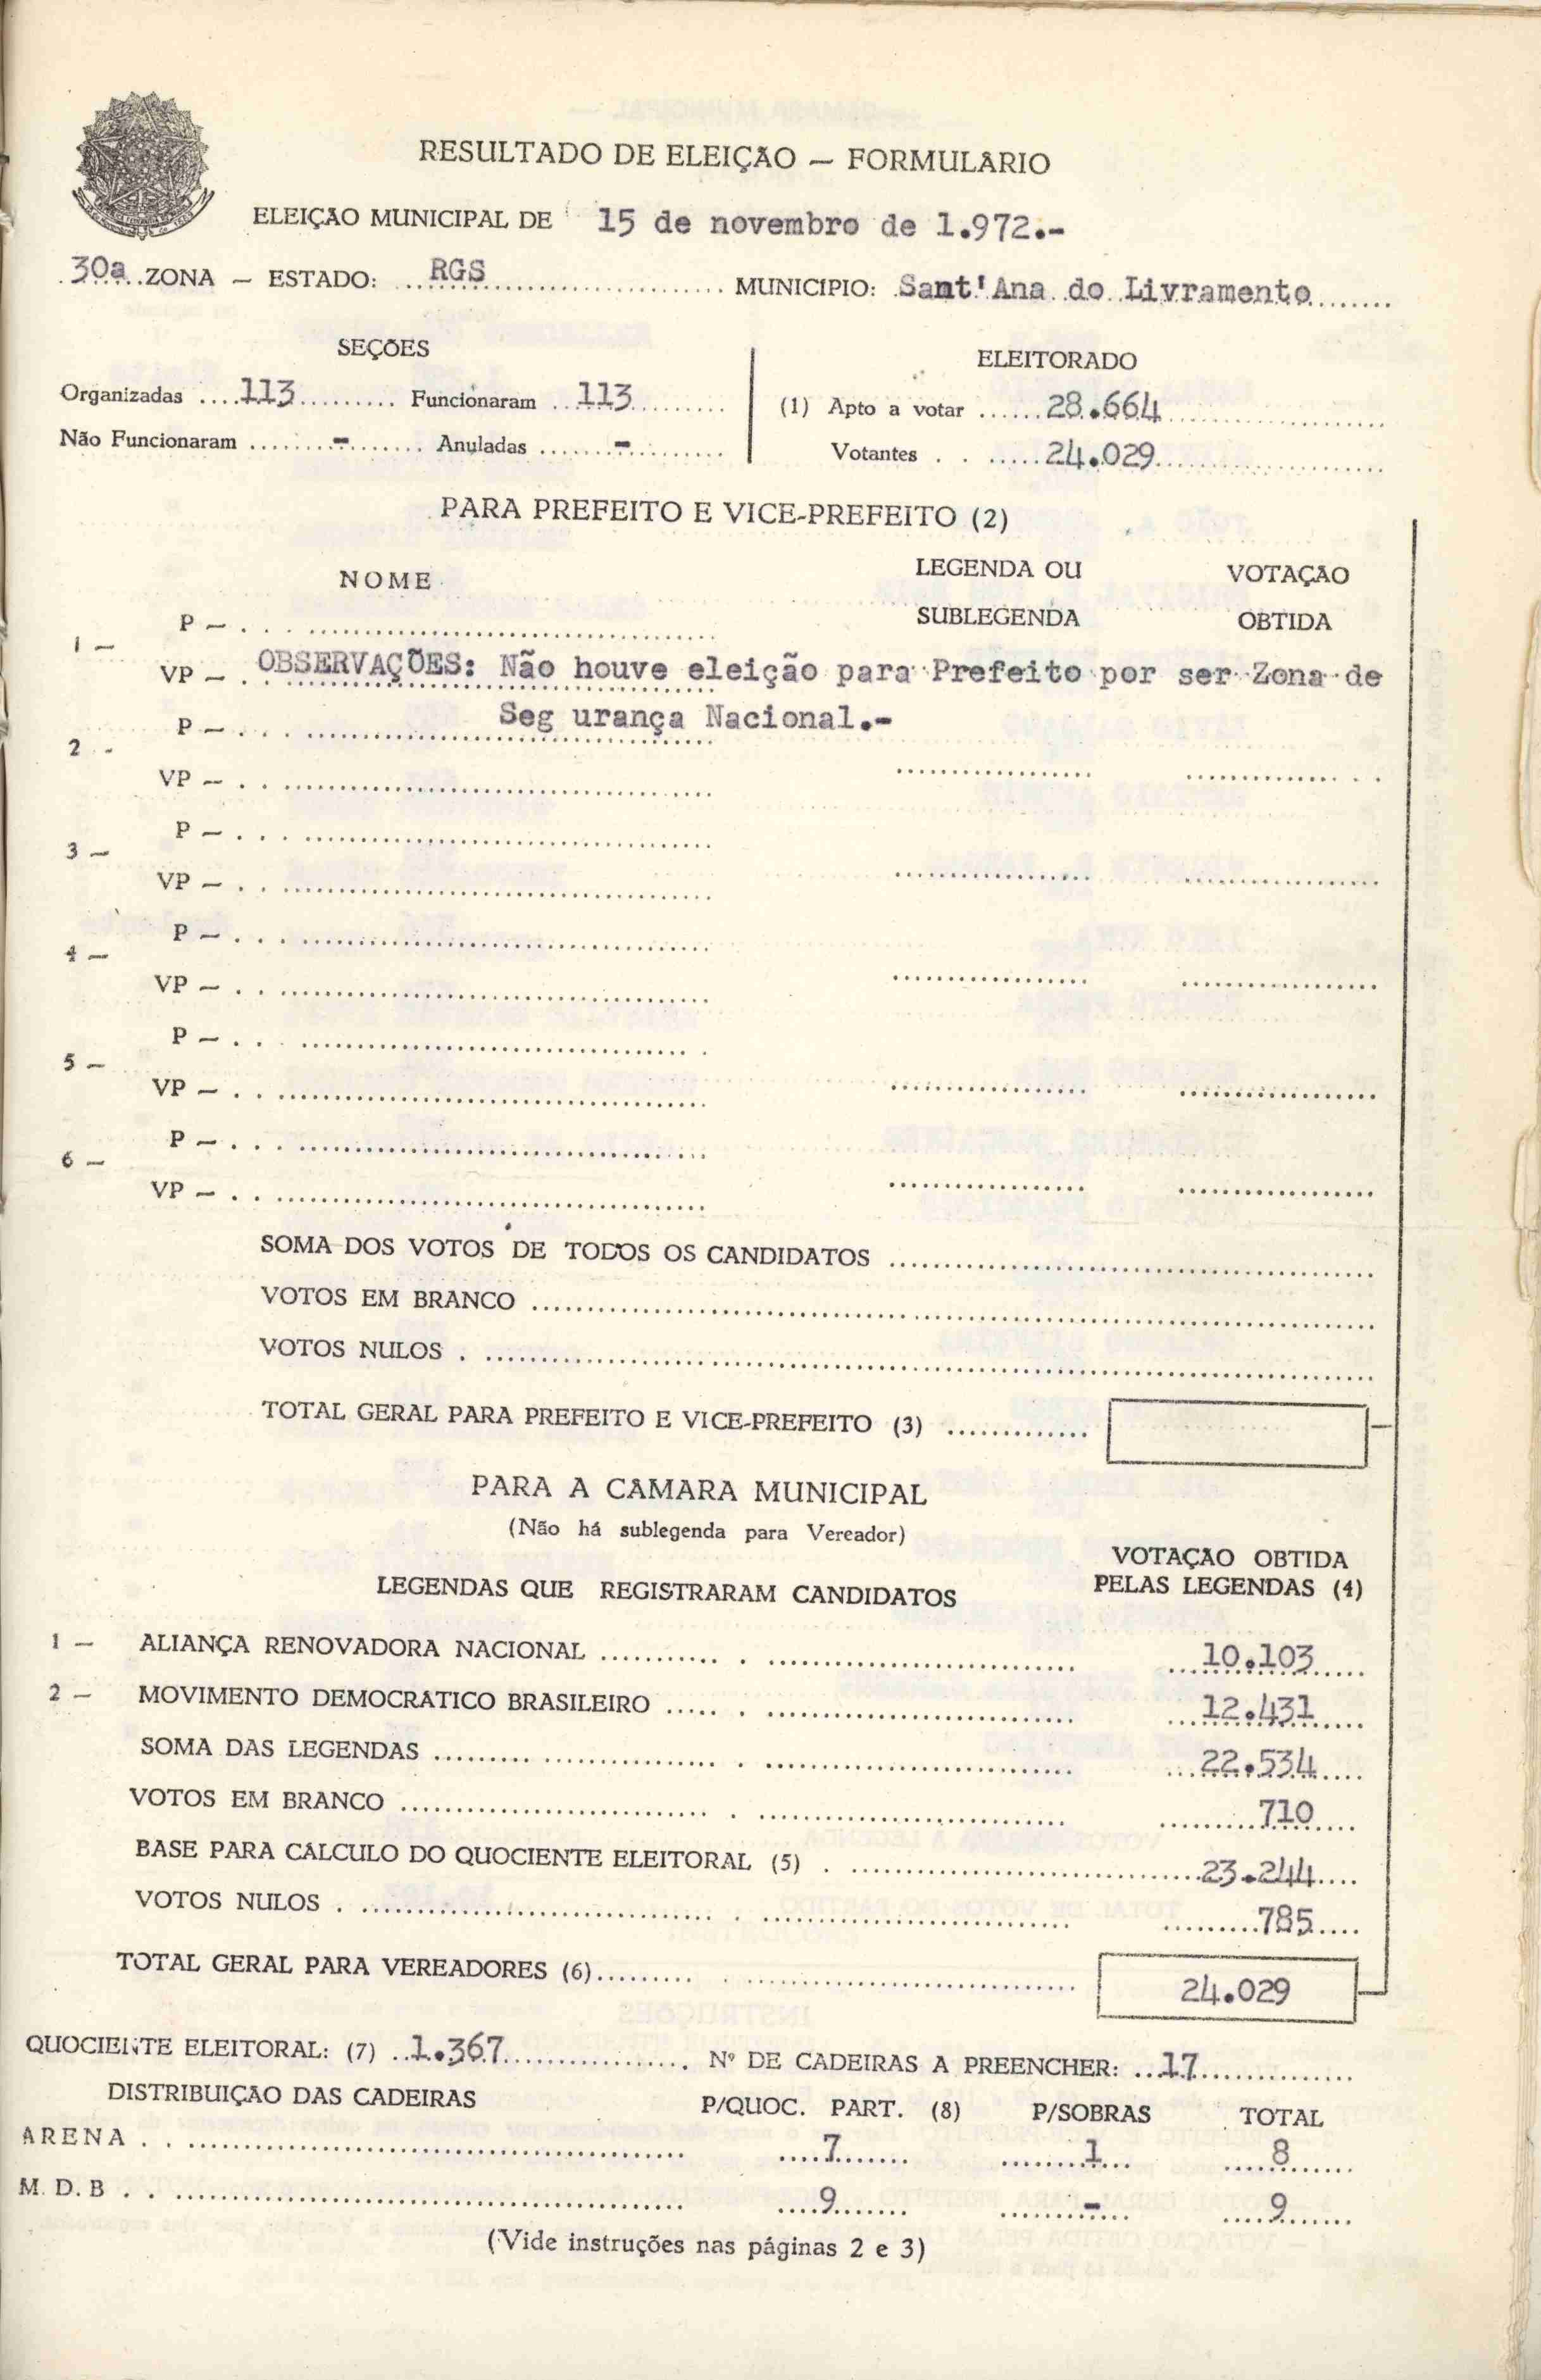 RESULTADO DE ELEIÇÃO — FORMULARIO
ELEIÇÃO MUNICIPAL DE 15 de novembro de 1.972.-
30a ZONA — ESTADO: RGS MUNICIPIO: Sant'Ana do Livramento
SEÇÕES
ELEITORADO
Organizadas 113 Funcionaram 113 (1) Apto a votar 28.664
Não Funcionaram - Anuladas - Votantes 24.029
PARA PREFEITO E VICE-PREFEITO (2)
NOME LEGENDA OU SUBLEGENDA VOTAÇÃO OBTIDA
1 — P —
VP — OBSERVAÇÕES: Não houve eleição para Prefeito por ser Zona de
2 - P — Seg urança Nacional.-
VP —
3 — P —
VP —
4 — P —
VP —
5 — P —
VP —
6 — P —
VP —
SOMA DOS VOTOS DE TODOS OS CANDIDATOS
VOTOS EM BRANCO
VOTOS NULOS
TOTAL GERAL PARA PREFEITO E VICE-PREFEITO (3)
PARA A CAMARA MUNICIPAL
(Não há sublegenda para Vereador)
LEGENDAS QUE REGISTRARAM CANDIDATOS VOTAÇÃO OBTIDA PELAS LEGENDAS (4)
1 — ALIANÇA RENOVADORA NACIONAL 10.103
2 — MOVIMENTO DEMOCRATICO BRASILEIRO 12.431
SOMA DAS LEGENDAS 22.534
VOTOS EM BRANCO 710
BASE PARA CALCULO DO QUOCIENTE ELEITORAL (5) 23.244
VOTOS NULOS 785
TOTAL GERAL PARA VEREADORES (6) 24.029
QUOCIENTE ELEITORAL: (7) 1.367 Nº DE CADEIRAS A PREENCHER: 17
DISTRIBUIÇÃO DAS CADEIRAS P/QUOC. PART. (8) P/SOBRAS TOTAL
ARENA 7 1 8
M. D. B 9 - 9
(Vide instruções nas páginas 2 e 3)